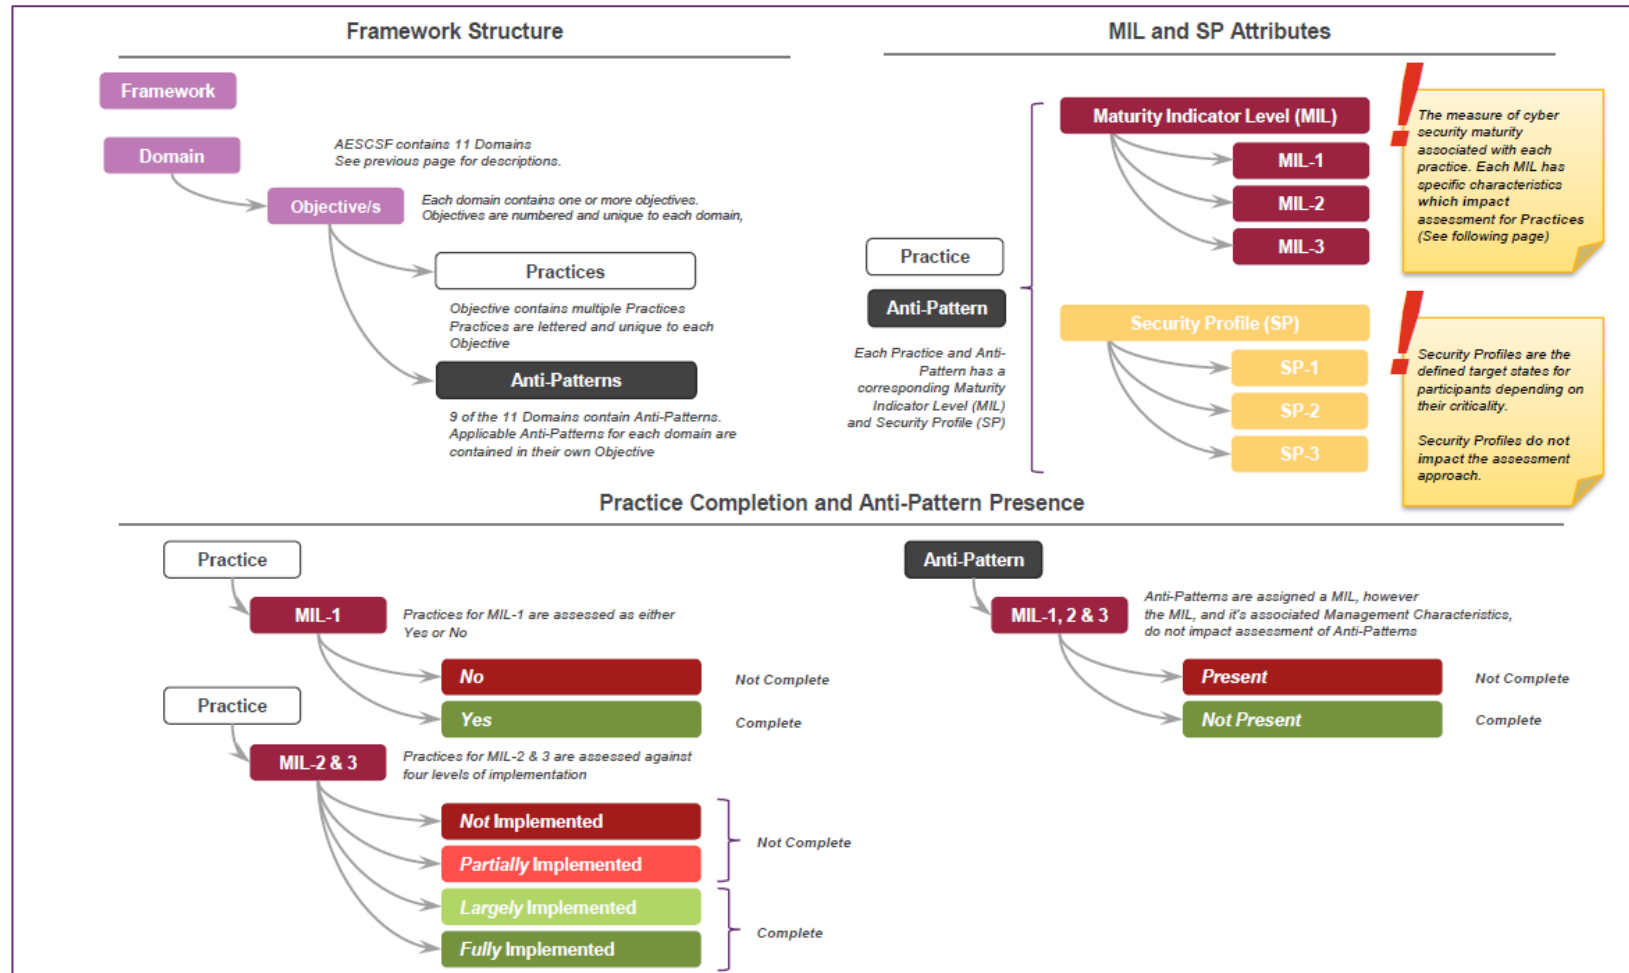 Framework Structure
Framework
Domain
AESCSF contains 11 Domains
See previous page for descriptions.
Objective/s
Each domain contains one or more objectives.
Objectives are numbered and unique to each domain,
Practices
Objective contains multiple Practices
Practices are lettered and unique to each
Objective
Anti-Patterns
9 of the 11 Domains contain Anti-Patterns.
Applicable Anti-Patterns for each domain are
contained in their own Objective
MIL and SP Attributes
Practice
Anti-Pattern
Each Practice and Anti-
Pattern has a
corresponding Maturity
Indicator Level (MIL)
and Security Profile (SP)
Maturity Indicator Level (MIL)
MIL-1
MIL-2
MIL-3
!
The measure of cyber
security maturity
associated with each
practice. Each MIL has
specific characteristics
which impact
assessment for Practices
(See following page)
Security Profile (SP)
SP-1
SP-2
SP-3
!
Security Profiles are the
defined target states for
participants depending on
their criticality.
Security Profiles do not
impact the assessment
approach.
Practice Completion and Anti-Pattern Presence
Practice
MIL-1
Practices for MIL-1 are assessed as either
Yes or No
No
Not Complete
Yes
Complete
Practice
MIL-2 & 3
Practices for MIL-2 & 3 are assessed against
four levels of implementation
Not Implemented
Partially Implemented
Not Complete
Largely Implemented
Fully Implemented
Complete
Anti-Pattern
MIL-1, 2 & 3
Anti-Patterns are assigned a MIL, however
the MIL, and it's associated Management Characteristics,
do not impact assessment of Anti-Patterns
Present
Not Complete
Not Present
Complete